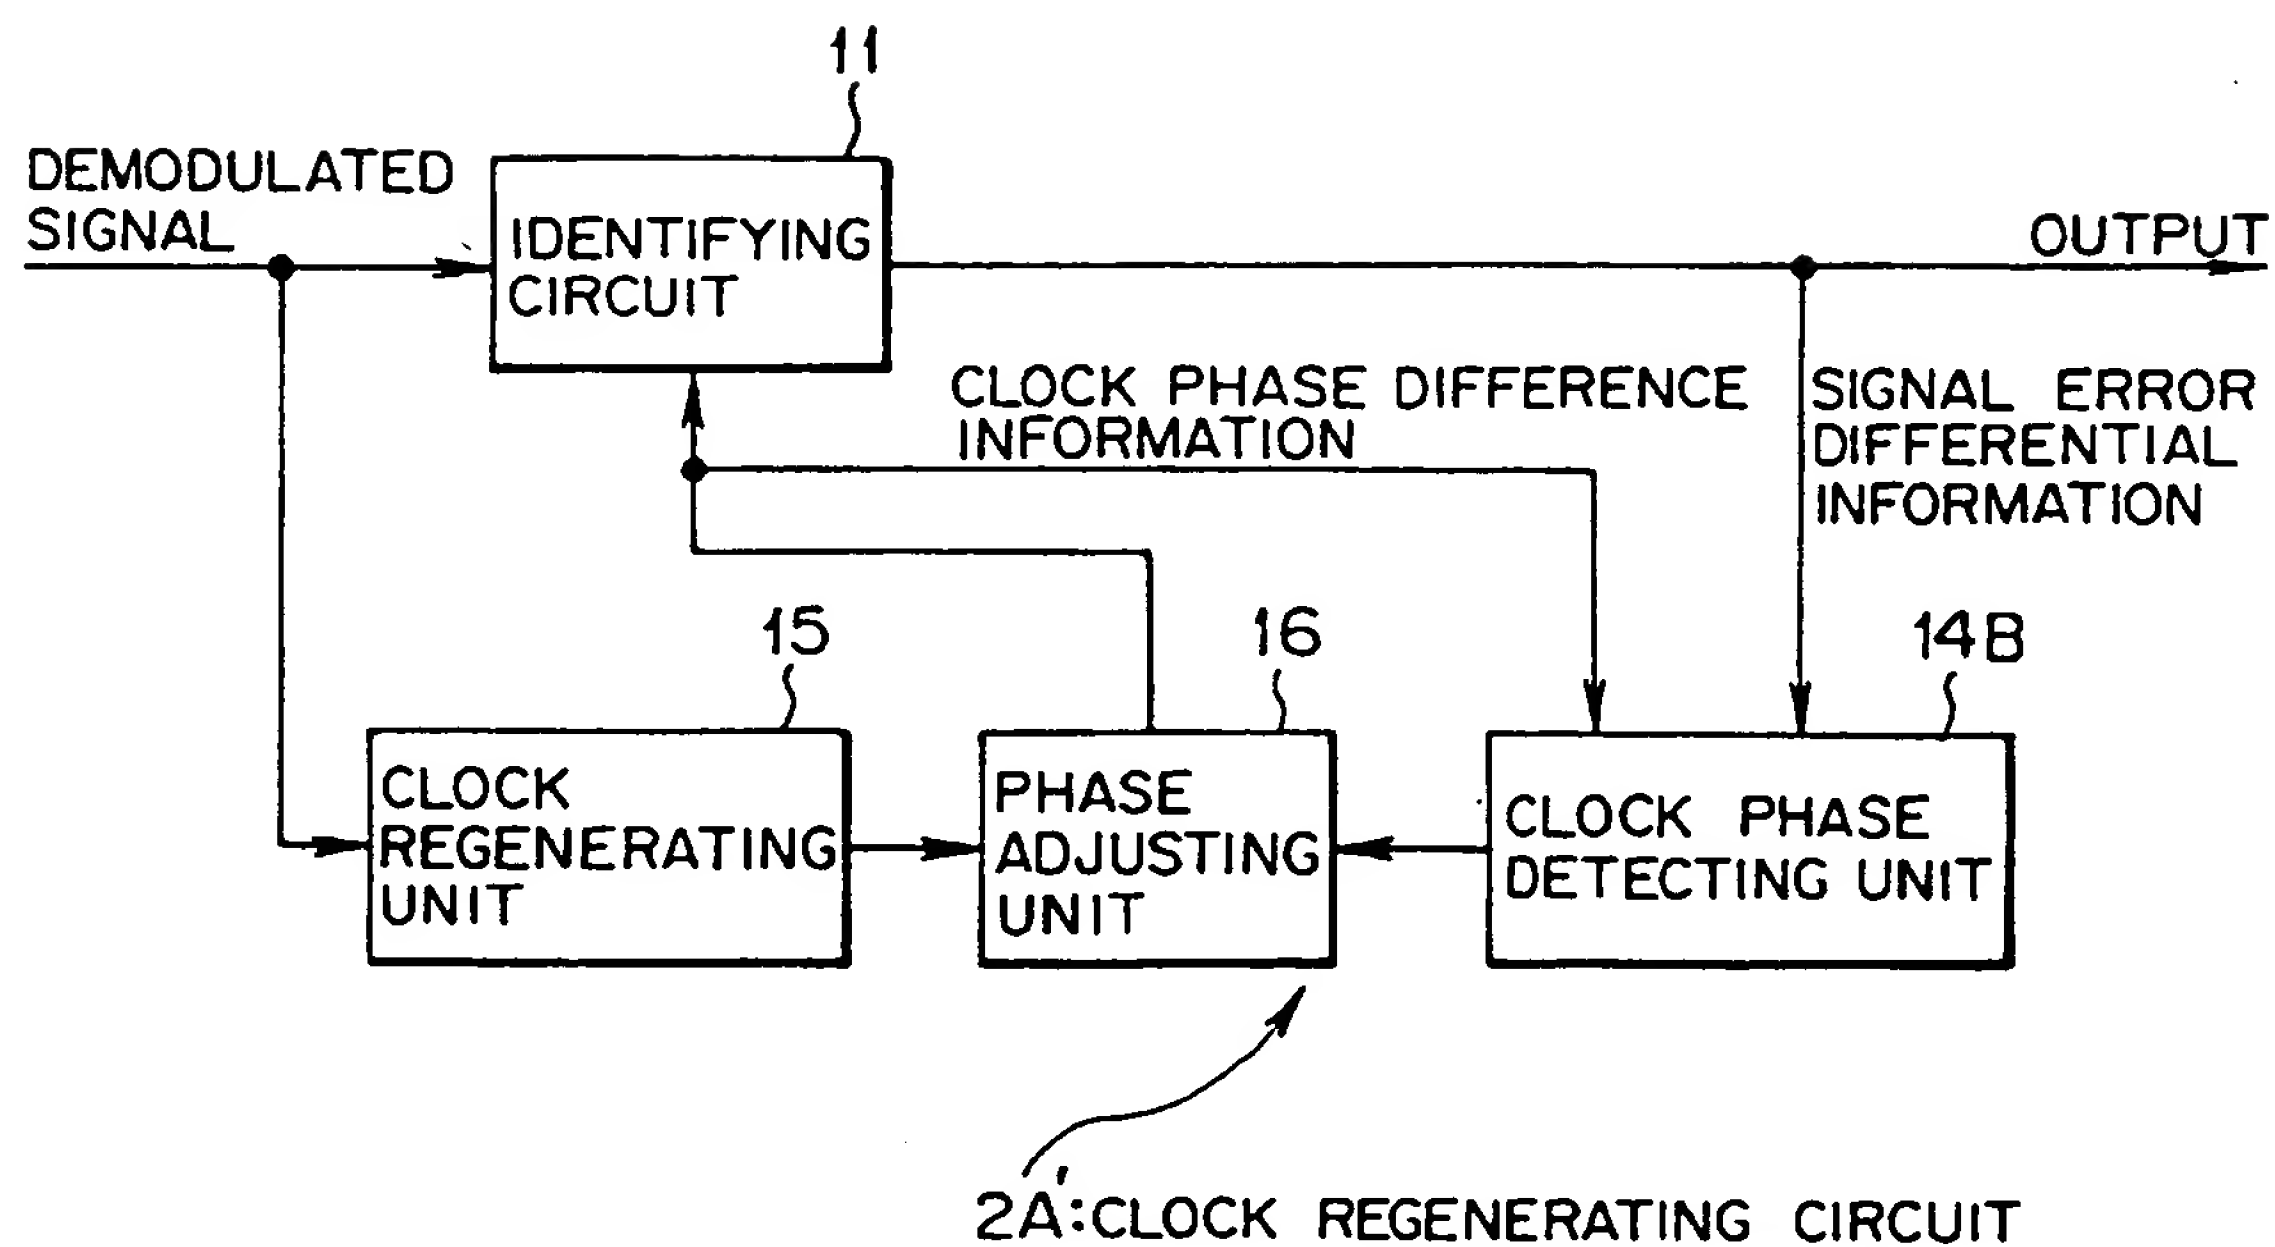 11
DEMODULATED
SIGNAL
IDENTIFYING
CIRCUIT
OUTPUT
CLOCK PHASE DIFFERENCE
INFORMATION
SIGNAL ERROR
DIFFERENTIAL
INFORMATION
15
16
14B
CLOCK
REGENERATING
UNIT
PHASE
ADJUSTING
UNIT
CLOCK PHASE
DETECTING UNIT
2A':CLOCK REGENERATING CIRCUIT